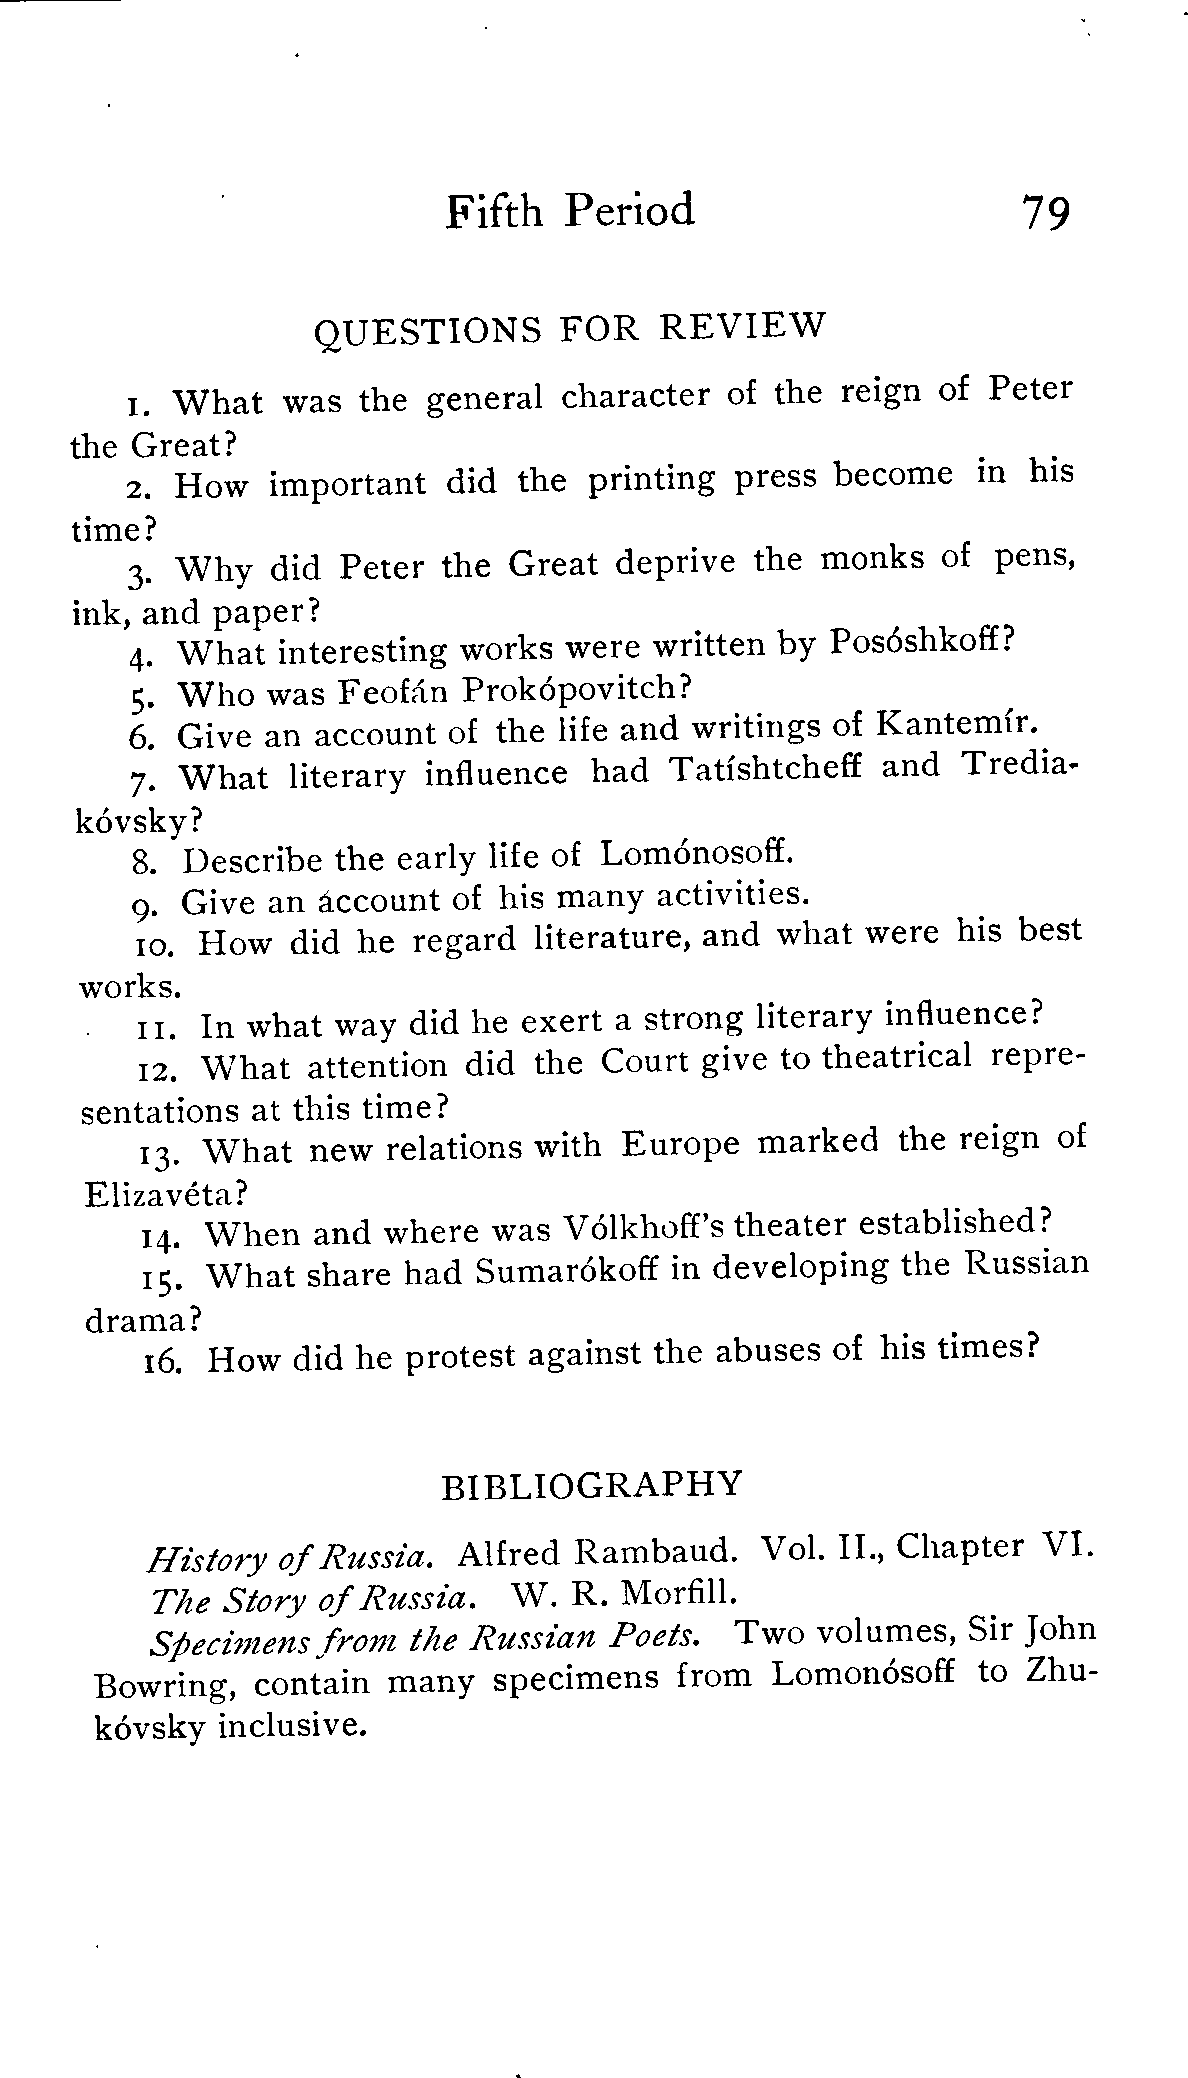 Fifth Period 79
QUESTIONS FOR REVIEW
1. What was the general character of the reign of Peter
the Great?
2. How important did the printing press become in his
time?
3. Why did Peter the Great deprive the monks of pens,
ink, and paper?
4. What interesting works were written by Posóshkoff?
5. Who was Feofán Prokópovitch?
6. Give an account of the life and writings of Kantemír.
7. What literary influence had Tatíshtcheff and Tredia-
kóvsky?
8. Describe the early life of Lomónosoff.
9. Give an áccount of his many activities.
10. How did he regard literature, and what were his best
works.
11. In what way did he exert a strong literary influence?
12. What attention did the Court give to theatrical repre-
sentations at this time?
13. What new relations with Europe marked the reign of
Elizavéta?
14. When and where was Vólkhoff's theater established?
15. What share had Sumarókoff in developing the Russian
drama?
16. How did he protest against the abuses of his times?
BIBLIOGRAPHY
History of Russia. Alfred Rambaud. Vol. II., Chapter VI.
The Story of Russia. W. R. Morfill.
Specimens from the Russian Poets. Two volumes, Sir John
Bowring, contain many specimens from Lomonósoff to Zhu-
kóvsky inclusive.